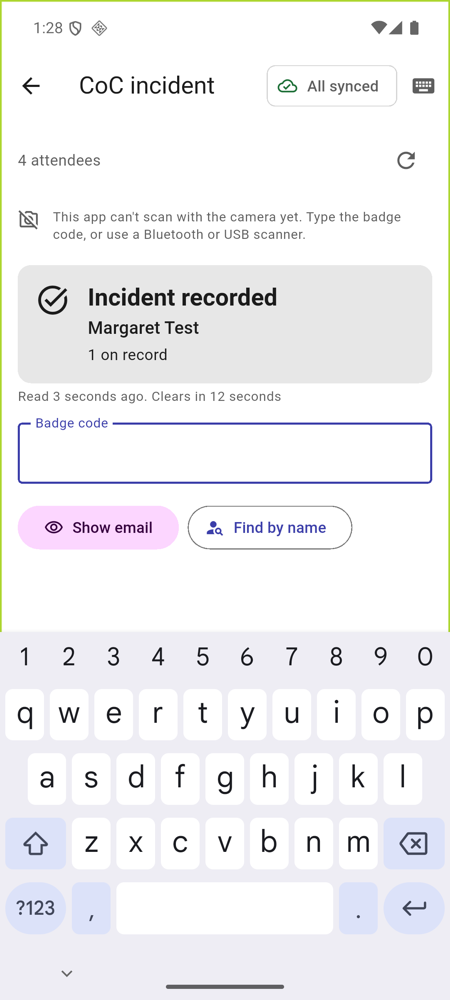 1:28
CoC incident
All synced
4 attendees
This app can't scan with the camera yet. Type the badge
code, or use a Bluetooth or USB scanner.
Incident recorded
Margaret Test
1 on record
Read 3 seconds ago. Clears in 12 seconds
Badge code
Show email
Find by name
1 2 3 4 5 6 7 8 9 0
q w e r t y u i o p
a s d f g h j k l
z x c v b n m
?123 , .